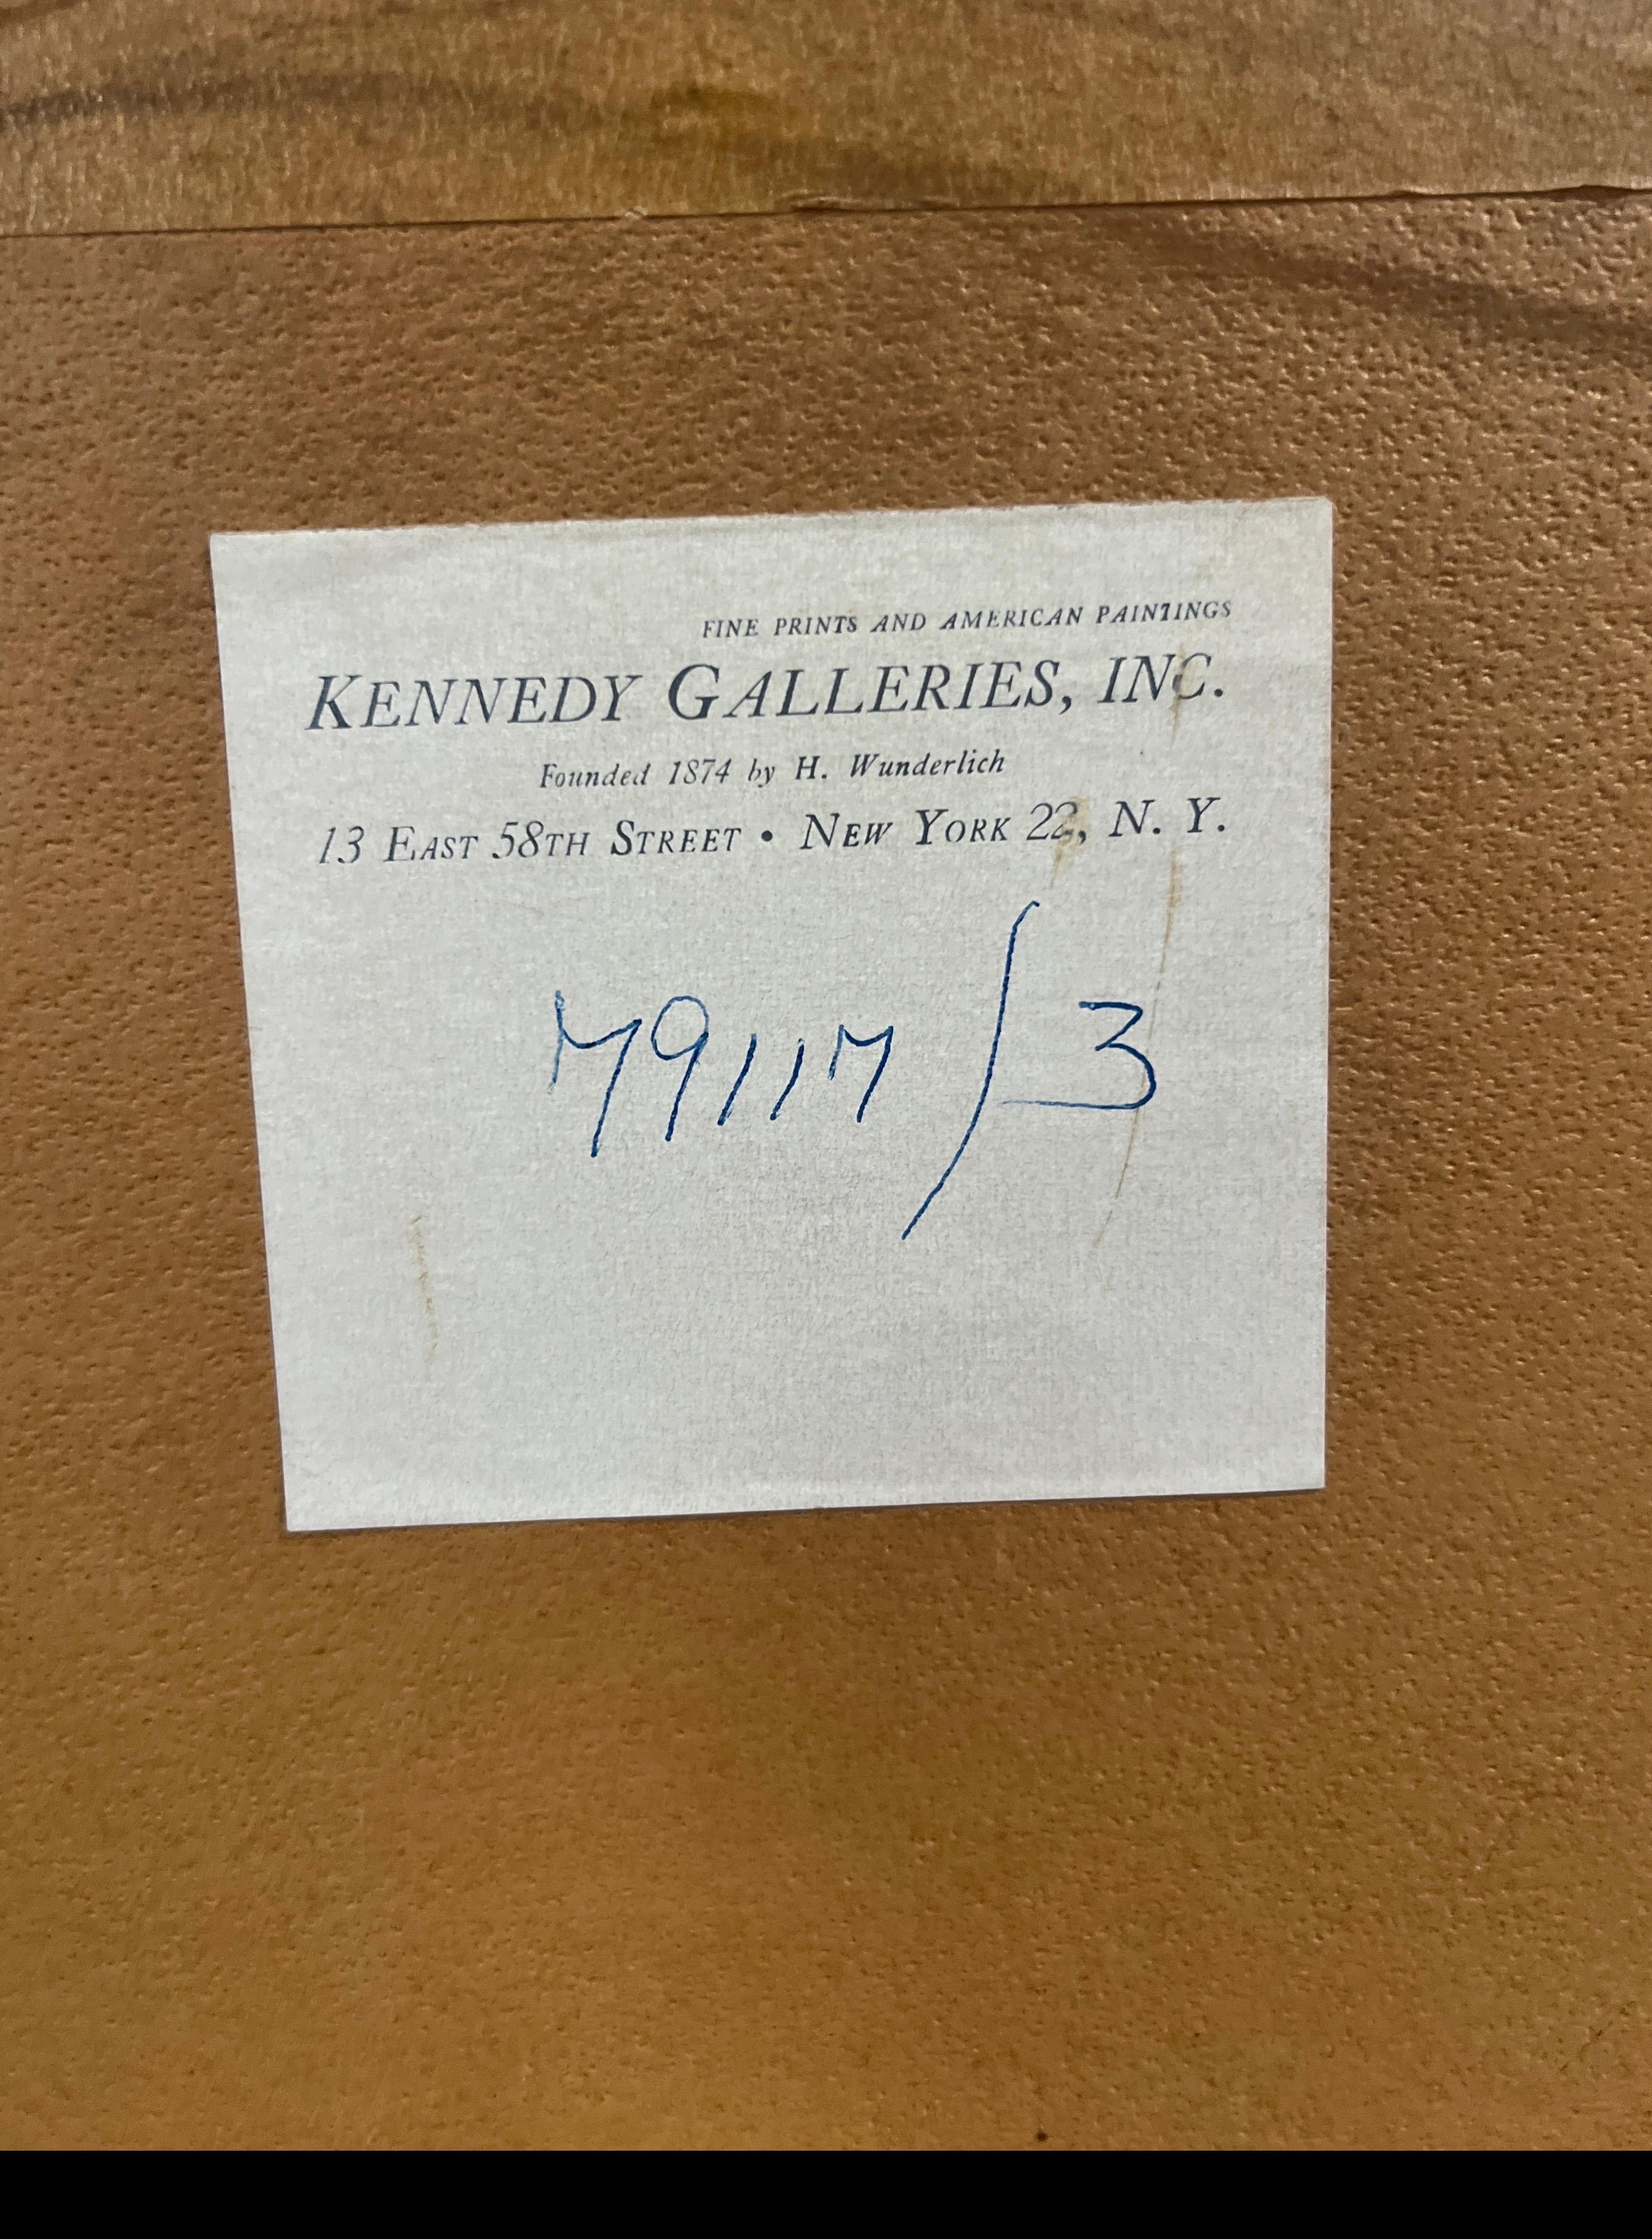 FINE PRINTS AND AMERICAN PAINTINGS
KENNEDY GALLERIES, INC.
Founded 1874 by H. Wunderlich
13 EAST 58TH STREET • NEW YORK 22, N. Y.
79117/3